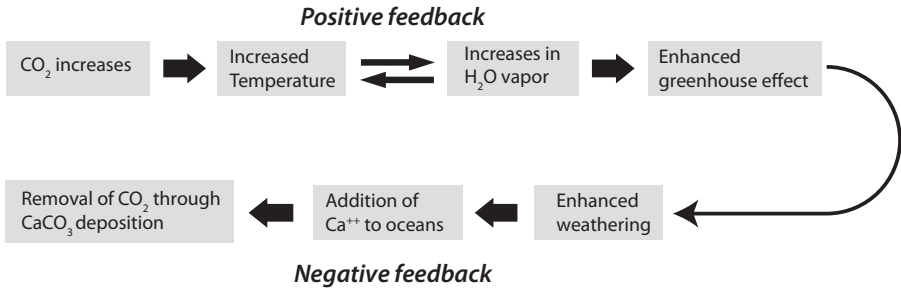 Positive feedback
CO₂ increases
Increased
Temperature
Increases in
H₂O vapor
Enhanced
greenhouse effect
Removal of CO₂ through
CaCO₃ deposition
Addition of
Ca⁺⁺ to oceans
Enhanced
weathering
Negative feedback